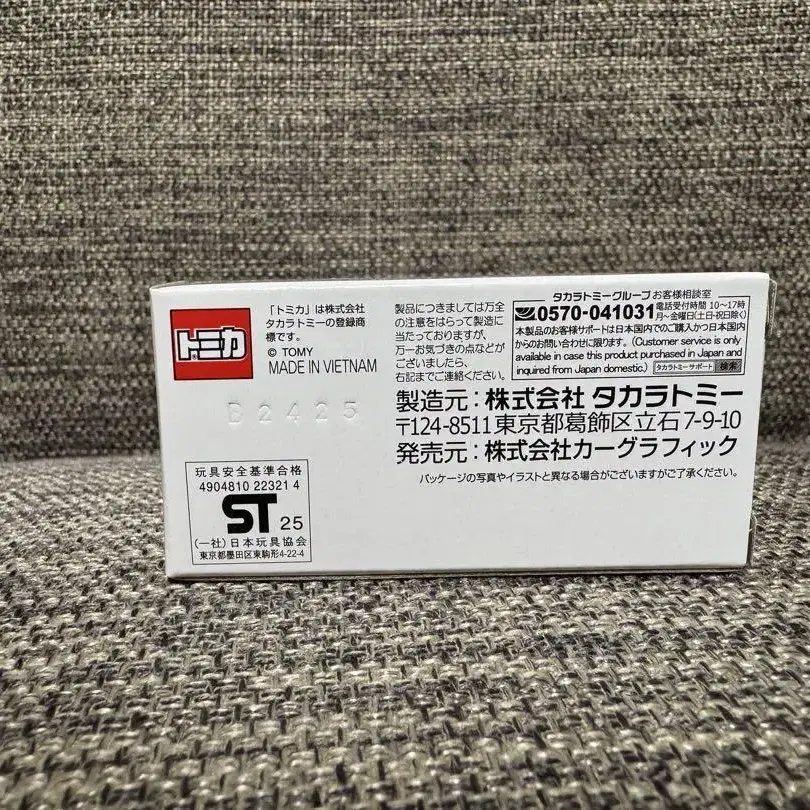 トミカ
「トミカ」は株式会社
タカラトミーの登録商
標です。
© TOMY
MADE IN VIETNAM
B2425
玩具安全基準合格
4904810 22321 4
ST 25
(一社)日本玩具協会
東京都墨田区東駒形4-22-4
製品につきましては万全
の注意をはらって製造に
当たっておりますが、
万一お気づきの点などが
ございましたら、
右記までご連絡ください。
タカラトミーグループ お客様相談室
0570-041031
電話受付時間 10～17時
月～金曜日(土・日・祝日除く)
本製品のお客様サポートは日本国内でのご購入かつ日本国内
からのお問い合わせに限ります。(Customer service is only
available in case this product purchased in Japan and
inquired from Japan domestic.)
タカラトミーサポート 検索
製造元:株式会社 タカラトミー
〒124-8511 東京都葛飾区立石7-9-10
発売元:株式会社カーグラフィック
パッケージの写真やイラストと異なる場合がございますがご了承ください。